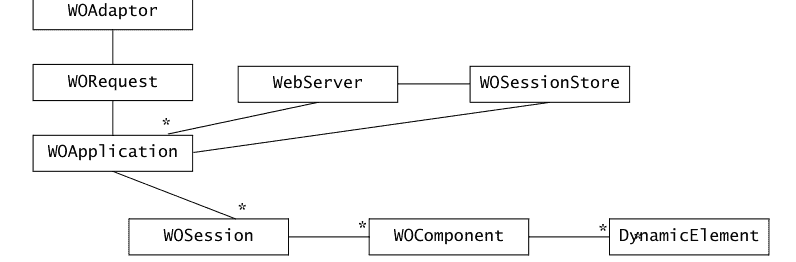 WOAdaptor
WORequest
WebServer
WOSessionStore
*
WOApplication
*
WOSession
*
WOComponent
*
DynamicElement
*